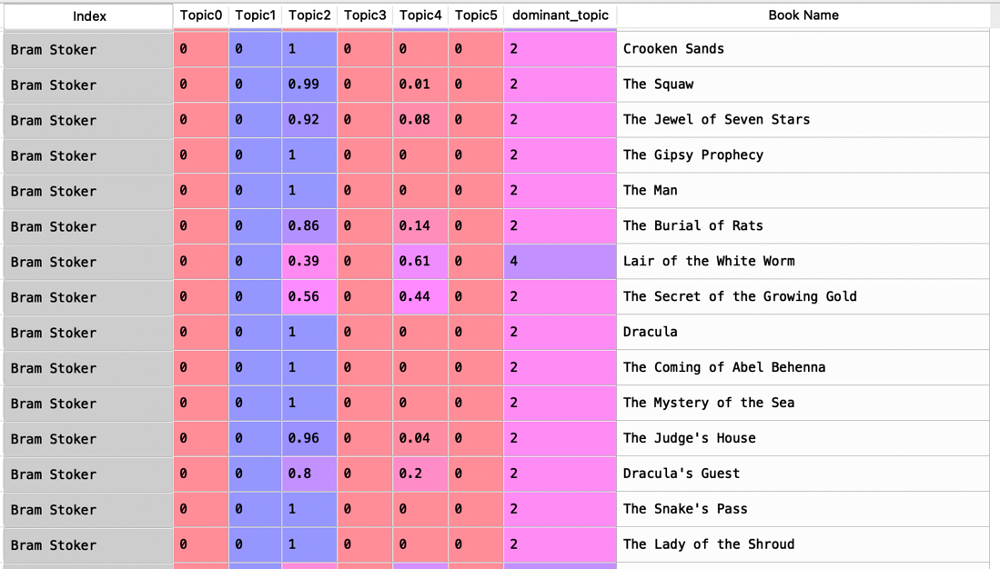 Index Topic0 Topic1 Topic2 Topic3 Topic4 Topic5 dominant_topic Book Name
Bram Stoker 0 0 1 0 0 0 2 Crooken Sands
Bram Stoker 0 0 0.99 0 0.01 0 2 The Squaw
Bram Stoker 0 0 0.92 0 0.08 0 2 The Jewel of Seven Stars
Bram Stoker 0 0 1 0 0 0 2 The Gipsy Prophecy
Bram Stoker 0 0 1 0 0 0 2 The Man
Bram Stoker 0 0 0.86 0 0.14 0 2 The Burial of Rats
Bram Stoker 0 0 0.39 0 0.61 0 4 Lair of the White Worm
Bram Stoker 0 0 0.56 0 0.44 0 2 The Secret of the Growing Gold
Bram Stoker 0 0 1 0 0 0 2 Dracula
Bram Stoker 0 0 1 0 0 0 2 The Coming of Abel Behenna
Bram Stoker 0 0 1 0 0 0 2 The Mystery of the Sea
Bram Stoker 0 0 0.96 0 0.04 0 2 The Judge's House
Bram Stoker 0 0 0.8 0 0.2 0 2 Dracula's Guest
Bram Stoker 0 0 1 0 0 0 2 The Snake's Pass
Bram Stoker 0 0 1 0 0 0 2 The Lady of the Shroud